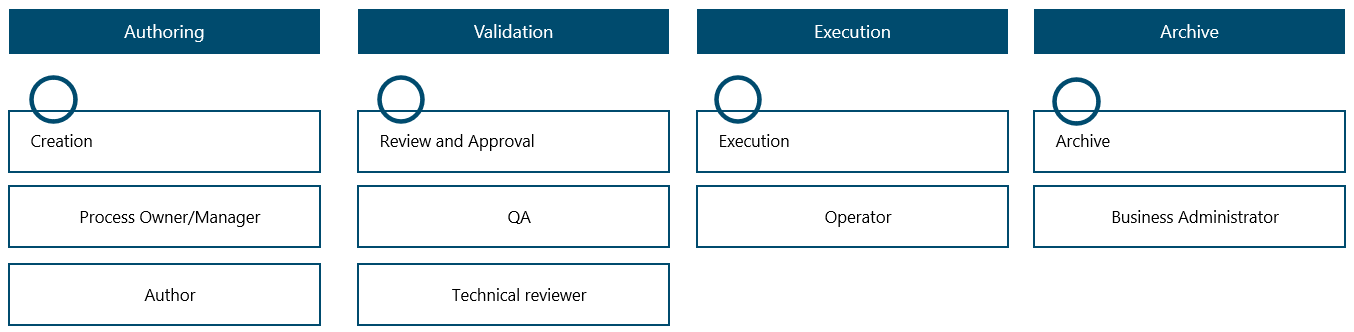 Authoring
Validation
Execution
Archive
Creation
Review and Approval
Execution
Archive
Process Owner/Manager
QA
Operator
Business Administrator
Author
Technical reviewer